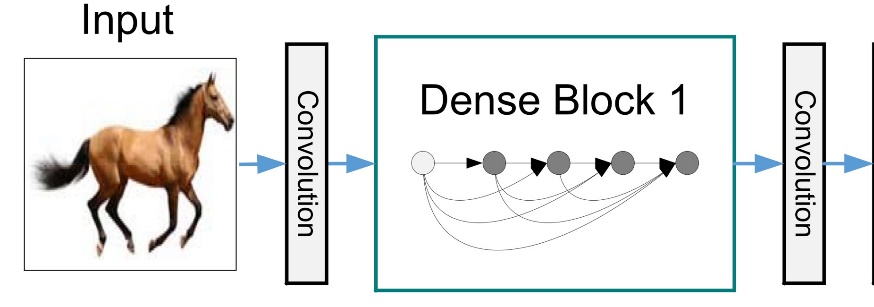 Input
Convolution
Dense Block 1
Convolution